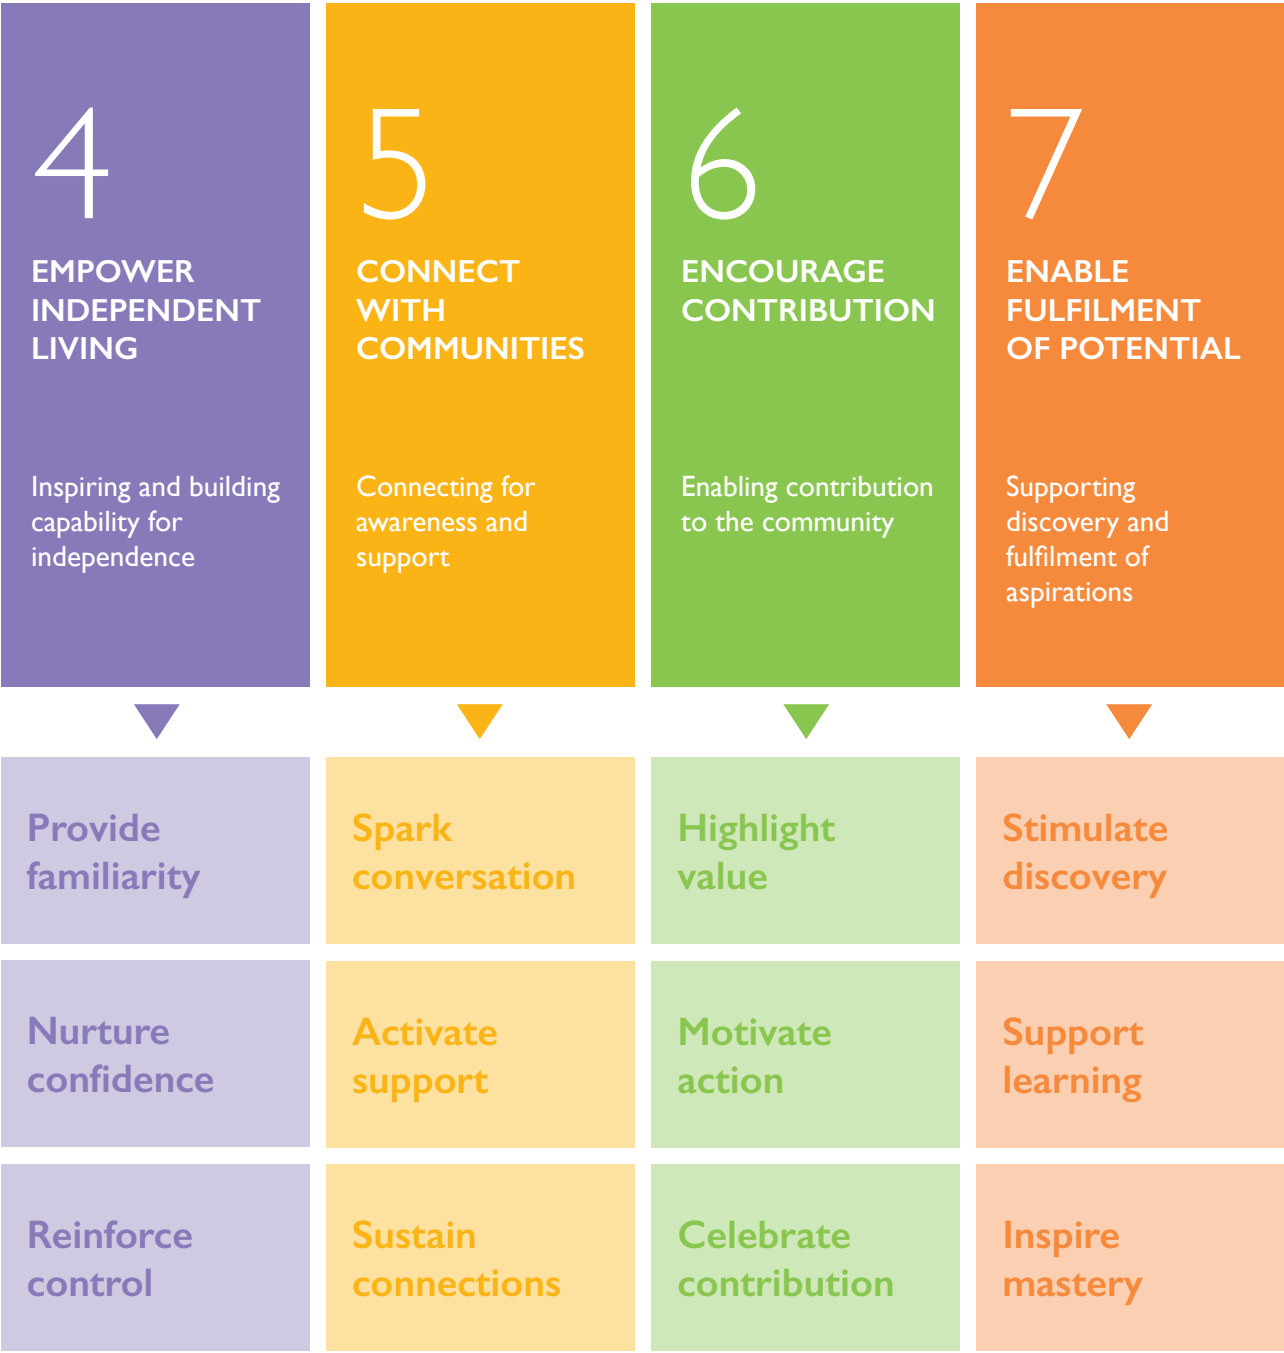 4
EMPOWER
INDEPENDENT
LIVING
Inspiring and building
capability for
independence
Provide
familiarity
Nurture
confidence
Reinforce
control
5
CONNECT
WITH
COMMUNITIES
Connecting for
awareness and
support
Spark
conversation
Activate
support
Sustain
connections
6
ENCOURAGE
CONTRIBUTION
Enabling contribution
to the community
Highlight
value
Motivate
action
Celebrate
contribution
7
ENABLE
FULFILMENT
OF POTENTIAL
Supporting
discovery and
fulfilment of
aspirations
Stimulate
discovery
Support
learning
Inspire
mastery